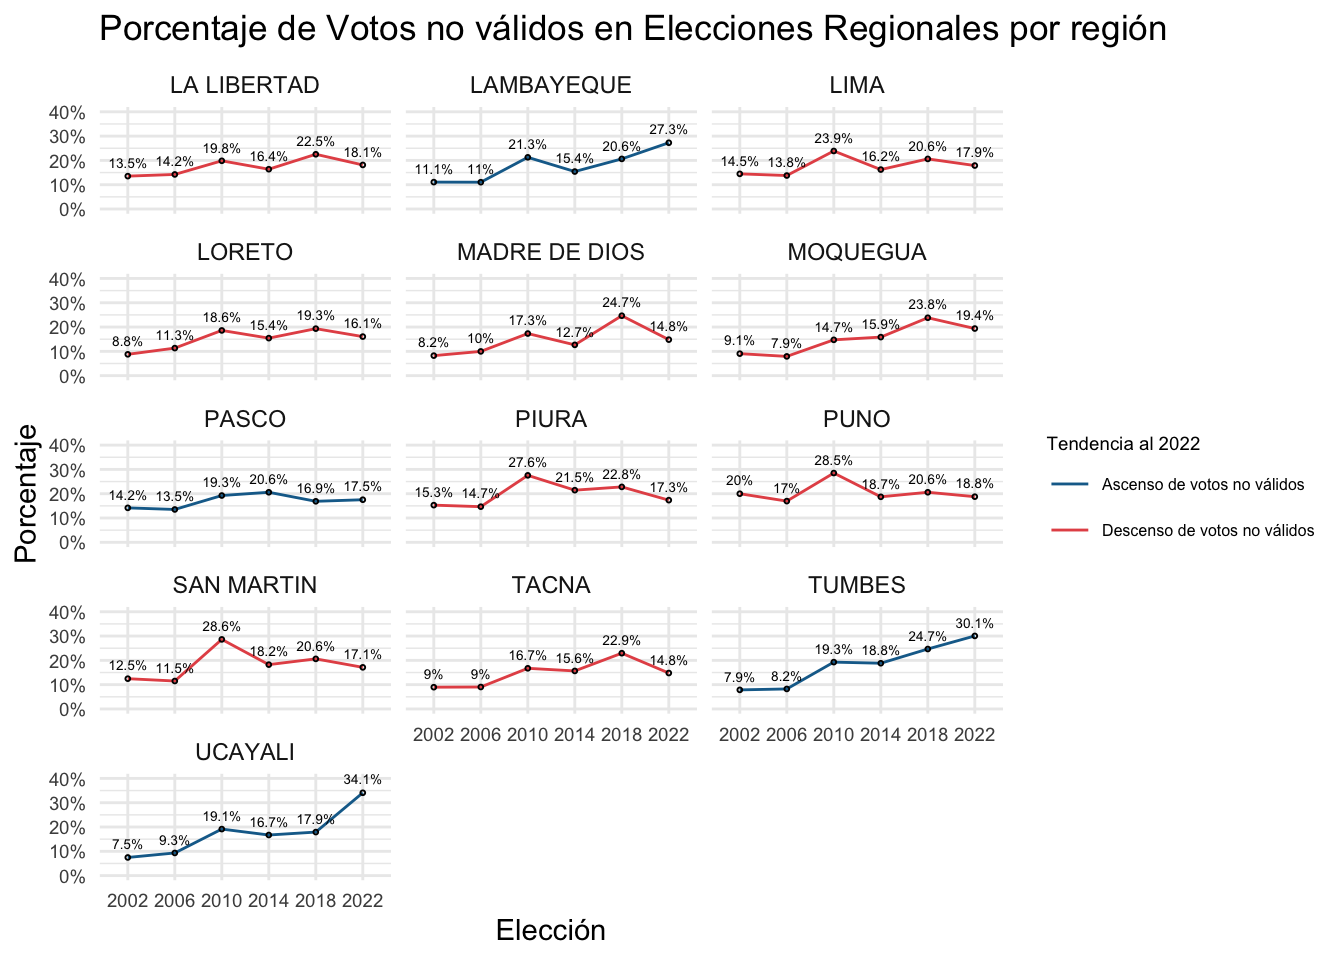 Porcentaje de Votos no válidos en Elecciones Regionales por región
LA LIBERTAD
LAMBAYEQUE
LIMA
40%
30%
20%
10%
0%
13.5% 14.2% 19.8% 16.4% 22.5% 18.1%
11.1% 11% 21.3% 15.4% 20.6% 27.3%
14.5% 13.8% 23.9% 16.2% 20.6% 17.9%
LORETO
MADRE DE DIOS
MOQUEGUA
40%
30%
20%
10%
0%
8.8% 11.3% 18.6% 15.4% 19.3% 16.1%
8.2% 10% 17.3% 12.7% 24.7% 14.8%
9.1% 7.9% 14.7% 15.9% 23.8% 19.4%
PASCO
PIURA
PUNO
40%
30%
20%
10%
0%
14.2% 13.5% 19.3% 20.6% 16.9% 17.5%
15.3% 14.7% 27.6% 21.5% 22.8% 17.3%
20% 17% 28.5% 18.7% 20.6% 18.8%
SAN MARTIN
TACNA
TUMBES
40%
30%
20%
10%
0%
12.5% 11.5% 28.6% 18.2% 20.6% 17.1%
9% 9% 16.7% 15.6% 22.9% 14.8%
7.9% 8.2% 19.3% 18.8% 24.7% 30.1%
2002 2006 2010 2014 2018 2022
2002 2006 2010 2014 2018 2022
UCAYALI
40%
30%
20%
10%
0%
7.5% 9.3% 19.1% 16.7% 17.9% 34.1%
2002 2006 2010 2014 2018 2022
Elección
Porcentaje
Tendencia al 2022
Ascenso de votos no válidos
Descenso de votos no válidos